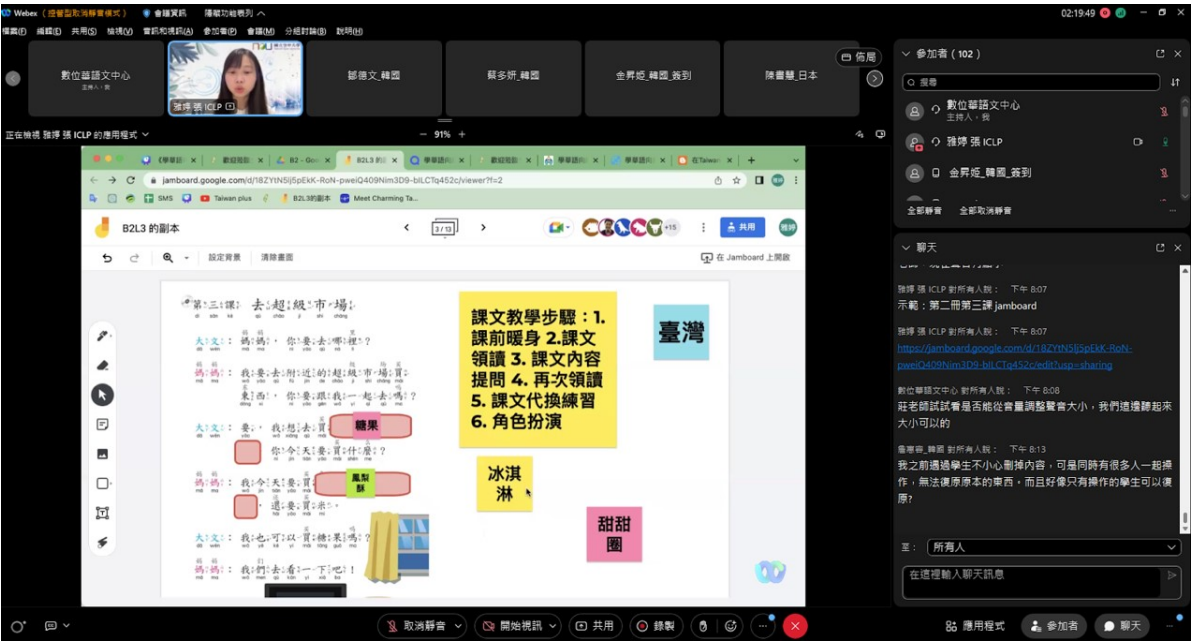 Webex (控管型取消靜音模式) 會議資訊 隱藏功能表列 02:19:49
檔案(F) 編輯(E) 共用(S) 檢視(V) 音訊和視訊(A) 參加者(P) 會議(M) 分組討論(B) 說明(H)
數位華語文中心
主持人,我
雅婷 張 ICLP
鄒德文_韓國
蔡多妍_韓國
金昇姬_韓國_簽到
陳書慧_日本
佈局
正在檢視 雅婷 張 ICLP 的應用程式
91%
B2 - Goo
B2L3 的
在Taiwan
jamboard.google.com/d/18ZYtN5Ij5pEkK-RoN-pweiQ409Nim3D9-bILCTq452c/viewer?f=2
SMS Taiwan plus B2L3的副本 Meet Charming Ta...
B2L3 的副本
3/13
+15
共用
雅婷
設定背景 清除畫面
在 Jamboard 上開啟
第三課 去超級市場
大文: 媽媽,你要去哪裡?
媽媽: 我要去附近的超級市場買
東西,你要跟我一起去嗎?
大文: 要,我想去買 糖果
你今天要買什麼?
媽媽: 我今天要買 鳳梨酥
,還要買米。
大文: 我也可以買糖果嗎?
媽媽: 我們去看一下吧!
課文教學步驟:1.
課前暖身 2.課文
領讀 3. 課文內容
提問 4. 再次領讀
5. 課文代換練習
6. 角色扮演
臺灣
冰淇
淋
甜甜
圈
參加者 (102)
搜尋
數位華語文中心
主持人,我
雅婷 張 ICLP
金昇姬_韓國_簽到
全部靜音 全部取消靜音
聊天
雅婷 張 ICLP 對所有人說: 下午 8:07
示範:第二冊第三課 jamboard
雅婷 張 ICLP 對所有人說: 下午 8:07
https://jamboard.google.com/d/18ZYtN5Ij5pEkK-RoN-
pweiQ409Nim3D9-bILCTq452c/edit?usp=sharing
數位華語文中心 對所有人說: 下午 8:08
莊老師試試看是否能從音量調整聲音大小,我們這邊聽起來
大小可以的
韓國 對所有人說: 下午 8:13
我之前遇過學生不小心刪掉內容,可是同時有很多人一起操
作,無法復原原本的東西。而且好像只有操作的學生可以復
原?
至: 所有人
在這裡輸入聊天訊息
取消靜音 開始視訊 共用 錄製
應用程式 參加者 聊天